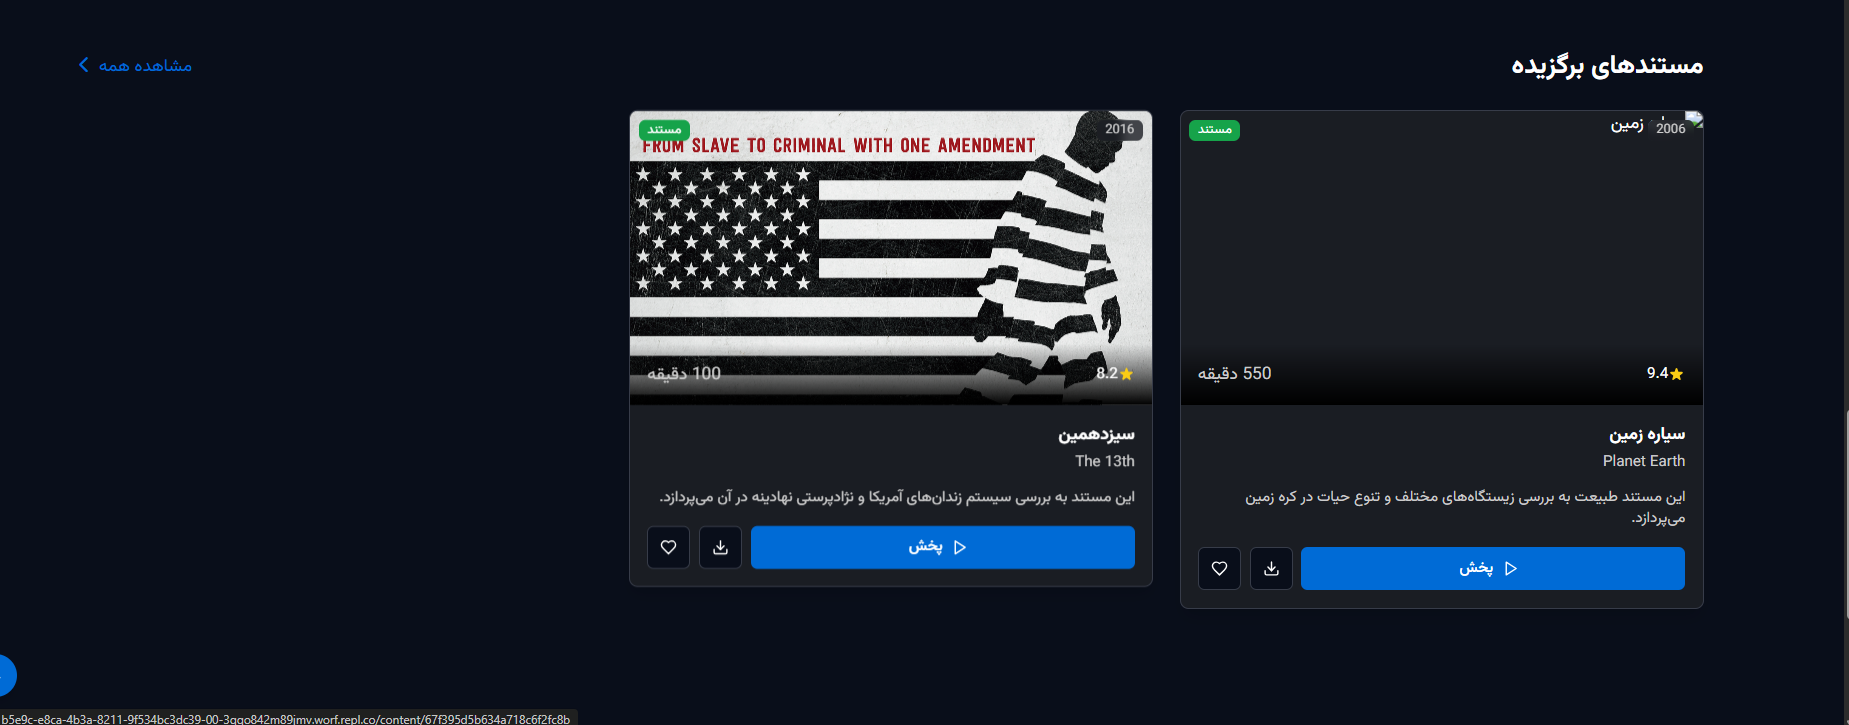 مستندهای برگزیده
مشاهده همه
زمین
2006
مستند
9.4
550 دقیقه
سیاره زمین
Planet Earth
این مستند طبیعت به بررسی زیستگاه‌های مختلف و تنوع حیات در کره زمین
می‌پردازد.
پخش
2016
مستند
FROM SLAVE TO CRIMINAL WITH ONE AMENDMENT
8.2
100 دقیقه
سیزدهمین
The 13th
این مستند به بررسی سیستم زندان‌های آمریکا و نژادپرستی نهادینه در آن می‌پردازد.
پخش
b5e9c-e8ca-4b3a-8211-9f534bc3dc39-00-3qqo842m89jmv.worf.repl.co/content/67f395d5b634a718c6f2fc8b